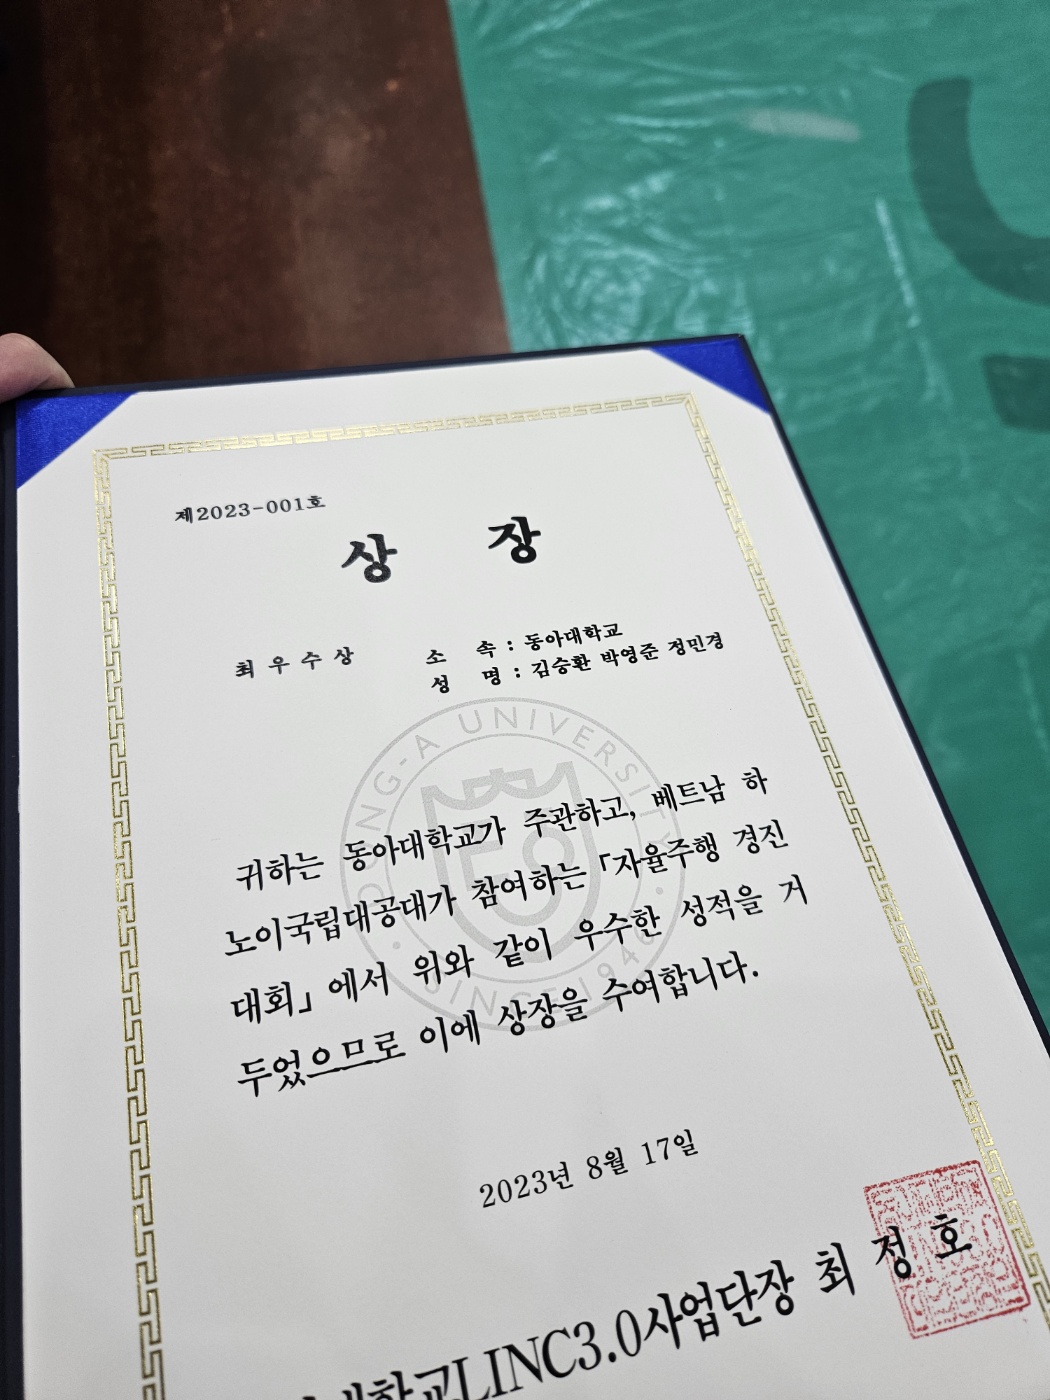 제2023-001호
상 장
최 우 수 상
소 속 : 동아대학교
성 명 : 김승환 박영준 정민경
DONG-A UNIVERSITY
SINCE 1946
귀하는 동아대학교가 주관하고, 베트남 하
노이국립대공대가 참여하는 「자율주행 경진
대회」에서 위와 같이 우수한 성적을 거
두었으므로 이에 상장을 수여합니다.
2023년 8월 17일
대학교LINC3.0사업단장 최 정 호